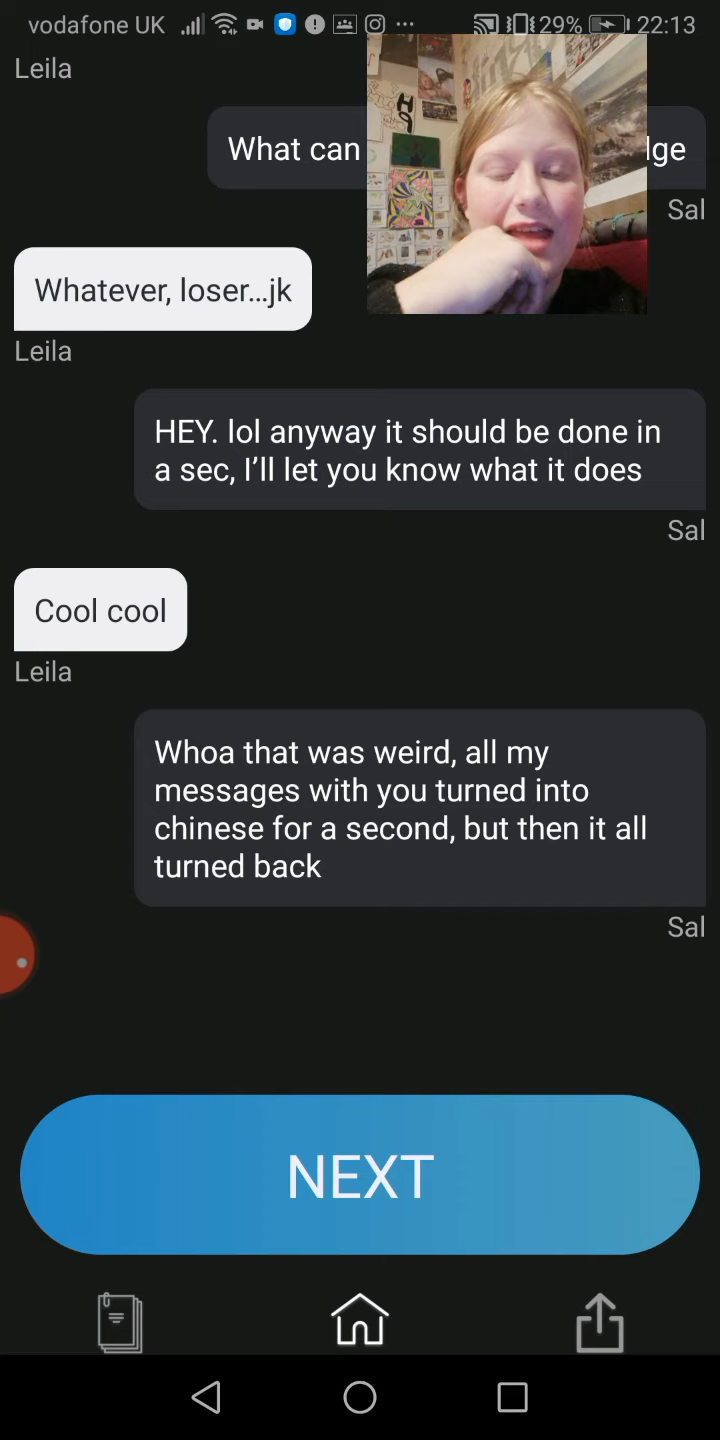 vodafone UK 29% 22:13
Leila
What can
Sal
Whatever, loser...jk
Leila
HEY. lol anyway it should be done in
a sec, I'll let you know what it does
Sal
Cool cool
Leila
Whoa that was weird, all my
messages with you turned into
chinese for a second, but then it all
turned back
Sal
NEXT